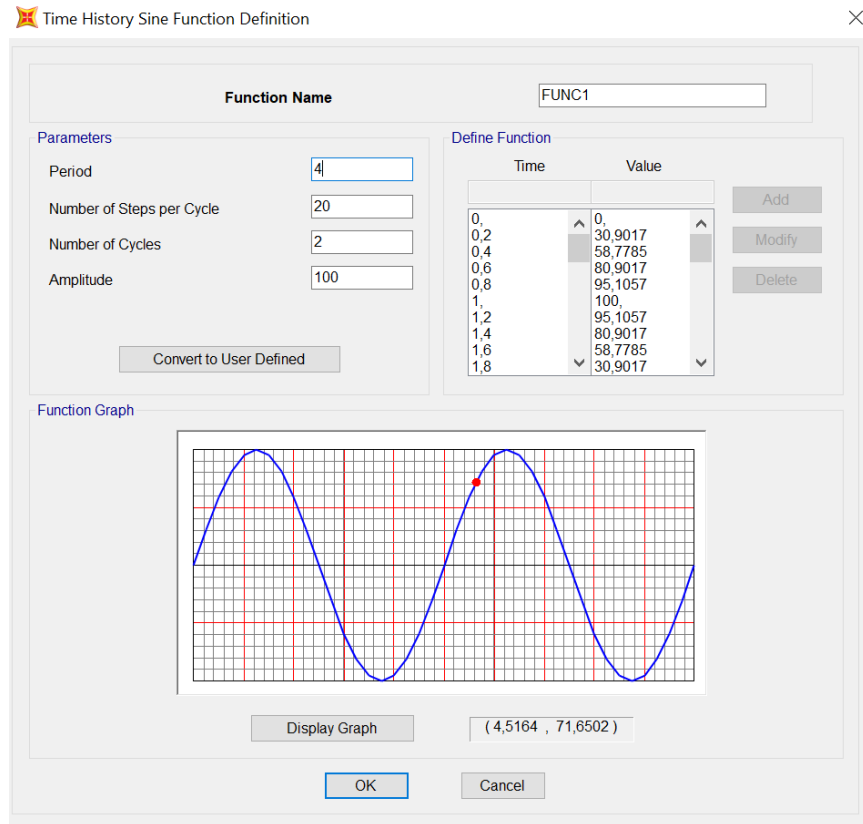 Time History Sine Function Definition
Function Name FUNC1
Parameters
Period 4
Number of Steps per Cycle 20
Number of Cycles 2
Amplitude 100
Convert to User Defined
Define Function
Time Value
0, 0,
0,2 30,9017
0,4 58,7785
0,6 80,9017
0,8 95,1057
1, 100,
1,2 95,1057
1,4 80,9017
1,6 58,7785
1,8 30,9017
Add
Modify
Delete
Function Graph
Display Graph ( 4,5164 , 71,6502 )
OK Cancel